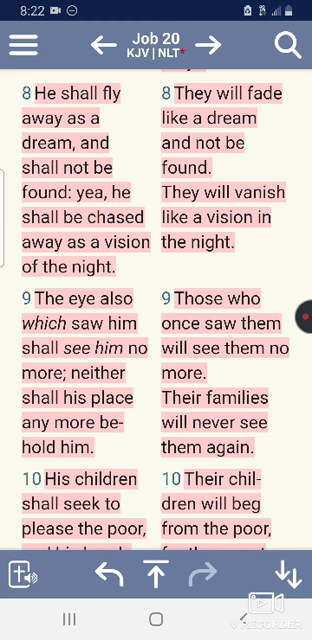 8:22
Job 20
KJV | NLT*
8 He shall fly
away as a
dream, and
shall not be
found: yea, he
shall be chased
away as a vision
of the night.
8 They will fade
like a dream
and not be
found.
They will vanish
like a vision in
the night.
9 The eye also
which saw him
shall see him no
more; neither
shall his place
any more be-
hold him.
9 Those who
once saw them
will see them no
more.
Their families
will never see
them again.
10 His children
shall seek to
please the poor,
10 Their chil-
dren will beg
from the poor,
V RECORDER